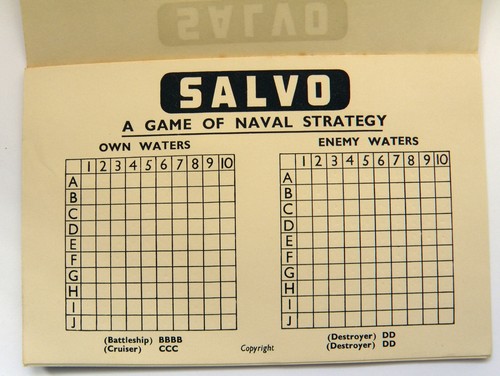 SALVO
SALVO
A GAME OF NAVAL STRATEGY
OWN WATERS
1 2 3 4 5 6 7 8 9 10
A
B
C
D
E
F
G
H
I
J
(Battleship) BBBB
(Cruiser) CCC
ENEMY WATERS
1 2 3 4 5 6 7 8 9 10
A
B
C
D
E
F
G
H
I
J
(Destroyer) DD
(Destroyer) DD
Copyright